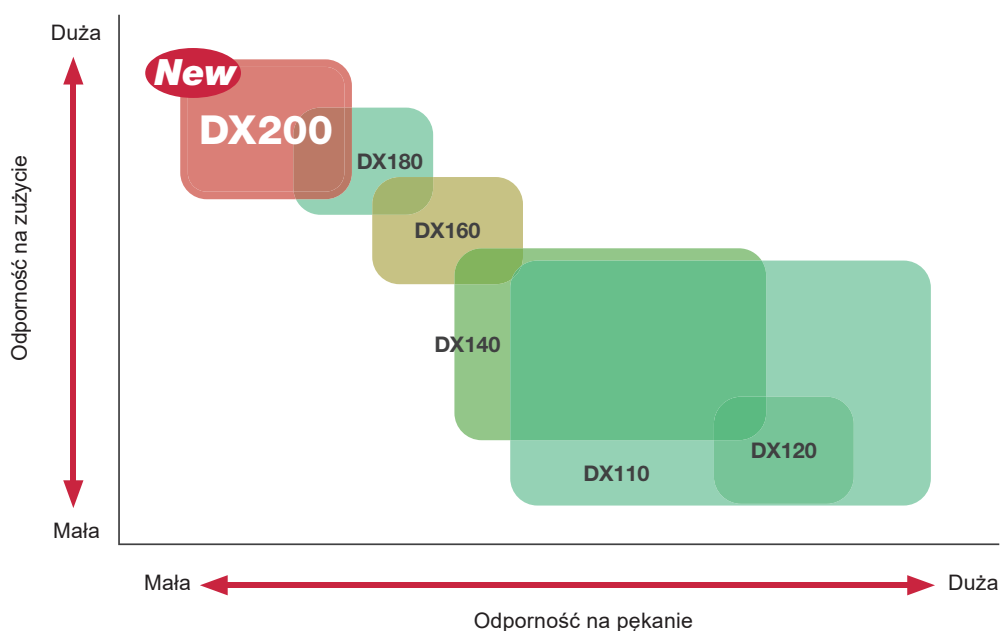 Duża
New
DX200
DX180
DX160
Odporność na zużycie
DX140
DX120
DX110
Mała
Mała
Duża
Odporność na pękanie